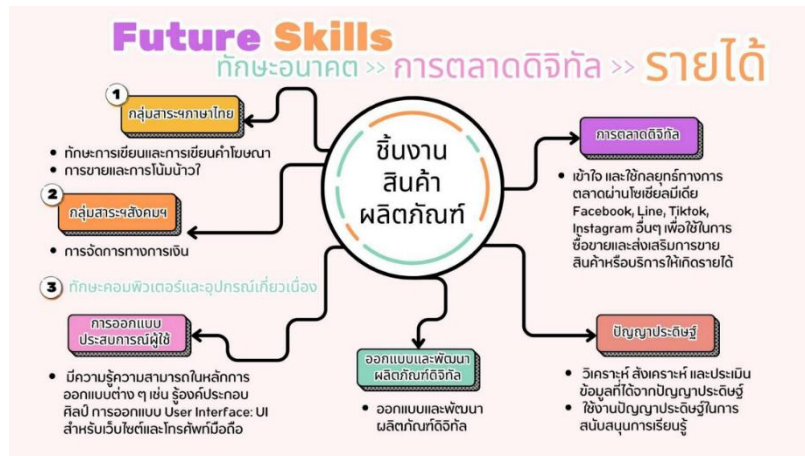 Future Skills
ทักษะอนาคต >> การตลาดดิจิทัล >> รายได้
1
กลุ่มสาระฯภาษาไทย
• ทักษะการเขียนและการเขียนคำโฆษณา
• การขายและการโน้มน้าวใ
2
กลุ่มสาระฯสังคมฯ
• การจัดการทางการเงิน
3 ทักษะคอมพิวเตอร์และอุปกรณ์เกี่ยวเนื่อง
การออกแบบ
ประสบการณ์ผู้ใช้
• มีความรู้ความสามารถในหลักการ
ออกแบบต่าง ๆ เช่น รู้องค์ประกอบ
ศิลป์ การออกแบบ User Interface: UI
สำหรับเว็บไซต์และโทรศัพท์มือถือ
ชิ้นงาน
สินค้า
ผลิตภัณฑ์
ออกแบบและพัฒนา
ผลิตภัณฑ์ดิจิทัล
• ออกแบบและพัฒนา
ผลิตภัณฑ์ดิจิทัล
การตลาดดิจิทัล
• เข้าใจ และใช้กลยุทธ์ทางการ
ตลาดผ่านโซเชียลมีเดีย
Facebook, Line, Tiktok,
Instagram อื่นๆ เพื่อใช้ในการ
ซื้อขายและส่งเสริมการขาย
สินค้าหรือบริการให้เกิดรายได้
ปัญญาประดิษฐ์
• วิเคราะห์ สังเคราะห์ และประเมิน
ข้อมูลที่ได้จากปัญญาประดิษฐ์
• ใช้งานปัญญาประดิษฐ์ในการ
สนับสนุนการเรียนรู้